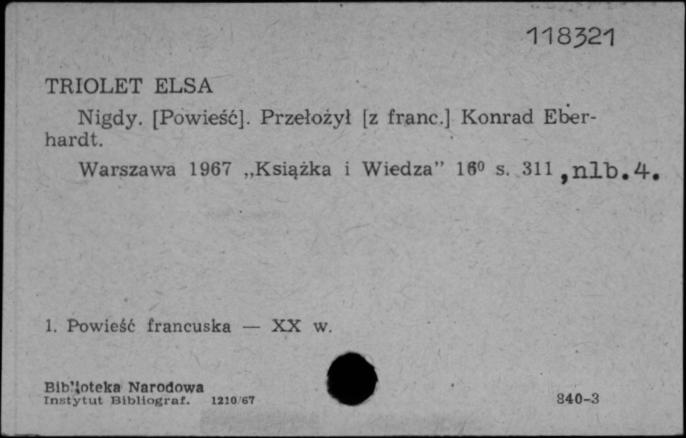 118321
TRIOLET ELSA
Nigdy. [Powieść]. Przełożył [z franc.] Konrad Eber-
hardt.
Warszawa 1967 „Książka i Wiedza” 16⁰ s. 311 , nlb. 4.
1. Powieść francuska — XX w.
Biblioteka Narodowa
Instytut Bibliograf. 1210/67
840-3